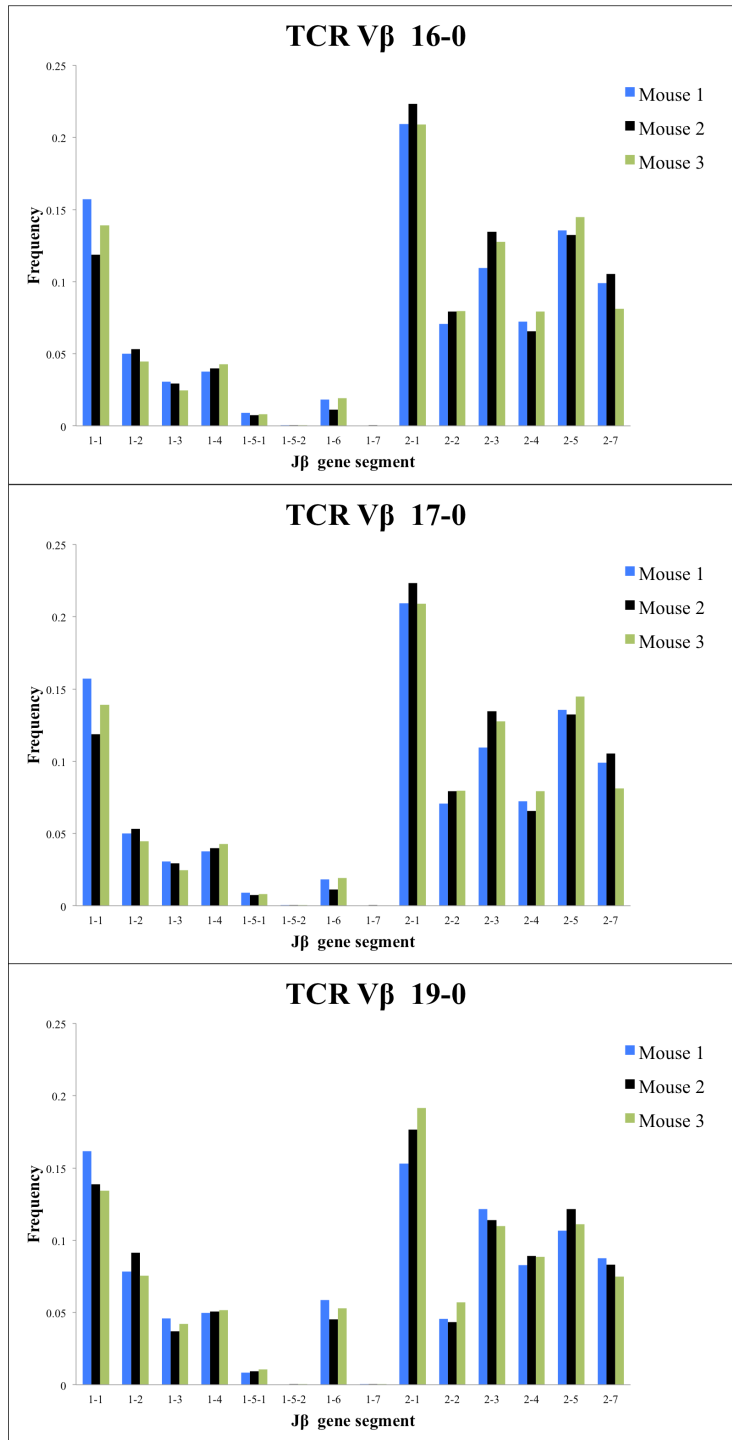 TCR Vβ 16-0
0.25
0.2
0.15
0.1
0.05
0
Frequency
Mouse 1
Mouse 2
Mouse 3
1-1 1-2 1-3 1-4 1-5-1 1-5-2 1-6 1-7 2-1 2-2 2-3 2-4 2-5 2-7
Jβ gene segment
TCR Vβ 17-0
0.25
0.2
0.15
0.1
0.05
0
Frequency
Mouse 1
Mouse 2
Mouse 3
1-1 1-2 1-3 1-4 1-5-1 1-5-2 1-6 1-7 2-1 2-2 2-3 2-4 2-5 2-7
Jβ gene segment
TCR Vβ 19-0
0.25
0.2
0.15
0.1
0.05
0
Frequency
Mouse 1
Mouse 2
Mouse 3
1-1 1-2 1-3 1-4 1-5-1 1-5-2 1-6 1-7 2-1 2-2 2-3 2-4 2-5 2-7
Jβ gene segment